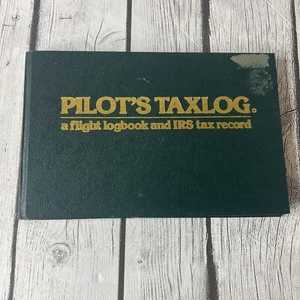 PILOT'S TAXLOG®
a flight logbook and IRS tax record